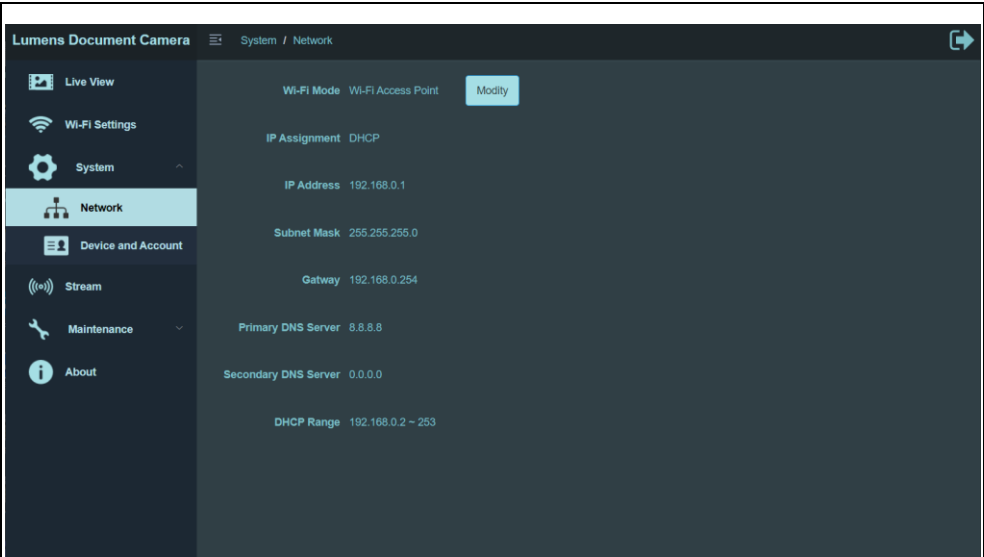 Lumens Document Camera
System / Network
Live View
Wi-Fi Settings
System
Network
Device and Account
Stream
Maintenance
About
Wi-Fi Mode Wi-Fi Access Point Modity
IP Assignment DHCP
IP Address 192.168.0.1
Subnet Mask 255.255.255.0
Gatway 192.168.0.254
Primary DNS Server 8.8.8.8
Secondary DNS Server 0.0.0.0
DHCP Range 192.168.0.2 ~ 253